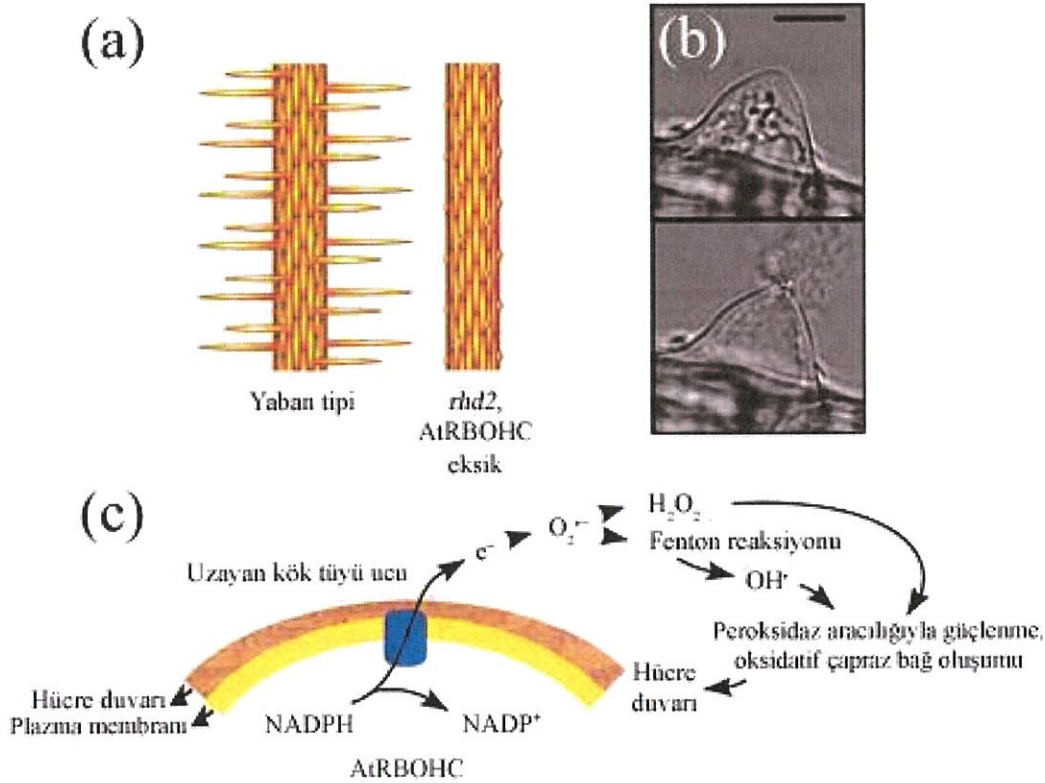 (a)
(b)
Yaban tipi
rhd2,
AtRBOHC
eksik
(c)
Uzayan kök tüyü ucu
e⁻
O₂•⁻
H₂O₂
Fenton reaksiyonu
OH•
Peroksidaz aracılığıyla güçlenme,
oksidatif çapraz bağ oluşumu
Hücre
duvarı
Hücre duvarı
Plazma membranı
NADPH
NADP⁺
AtRBOHC